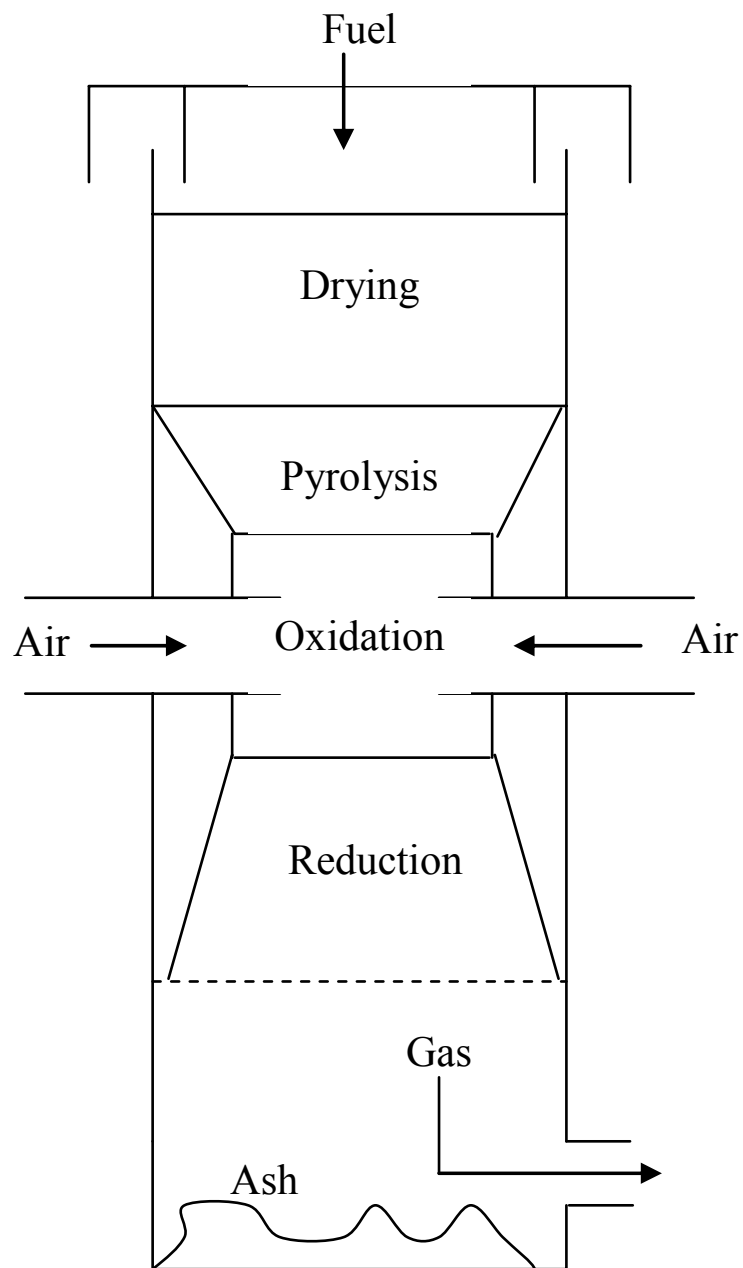 Fuel
Drying
Pyrolysis
Air
Oxidation
Air
Reduction
Gas
Ash